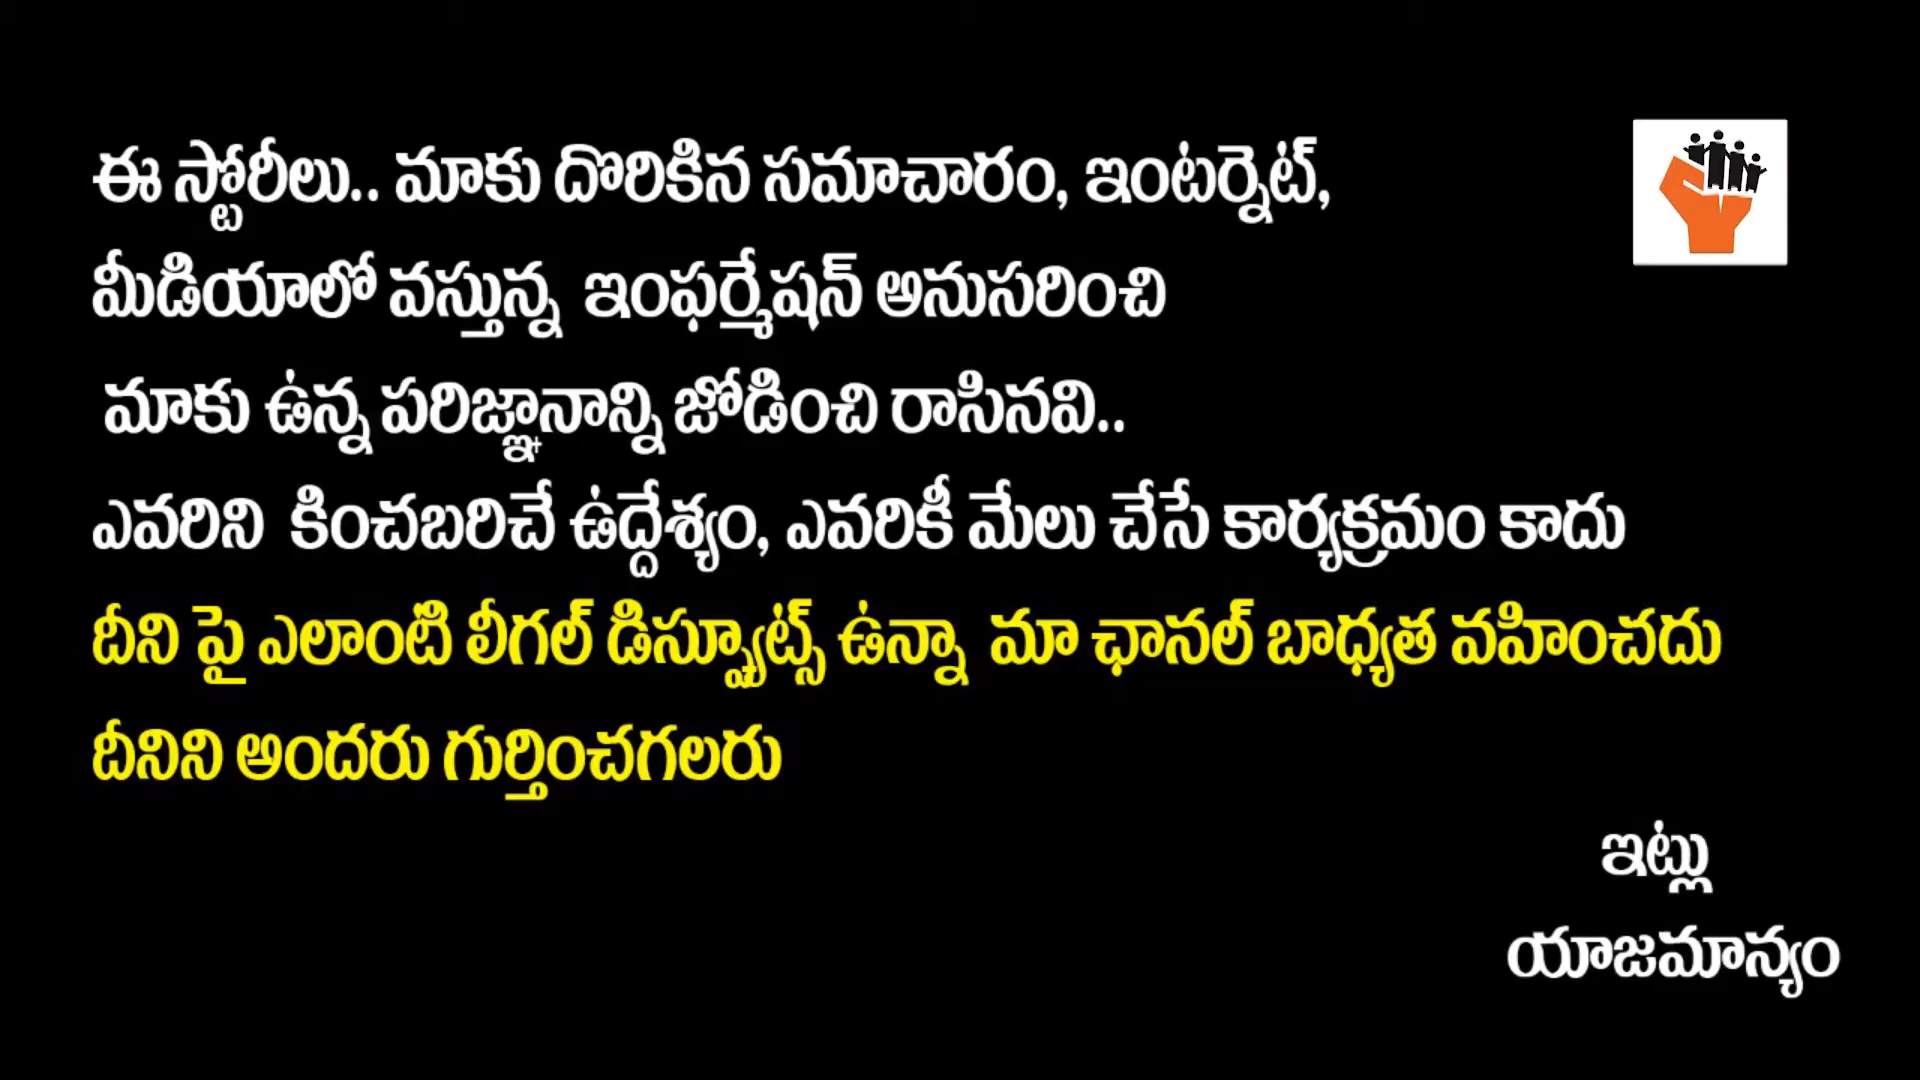 ఈ స్టోరీలు.. మాకు దొరికిన సమాచారం, ఇంటర్నెట్,
మీడియాలో వస్తున్న ఇంఫర్మేషన్ అనుసరించి
మాకు ఉన్న పరిజ్ఞానాన్ని జోడించి రాసినవి..
ఎవరిని కించబరిచే ఉద్దేశ్యం, ఎవరికీ మేలు చేసే కార్యక్రమం కాదు
దీని పై ఎలాంటి లీగల్ డిస్ప్యూట్స్ ఉన్నా మా ఛానల్ బాధ్యత వహించదు
దీనిని అందరు గుర్తించగలరు
ఇట్లు
యాజమాన్యం